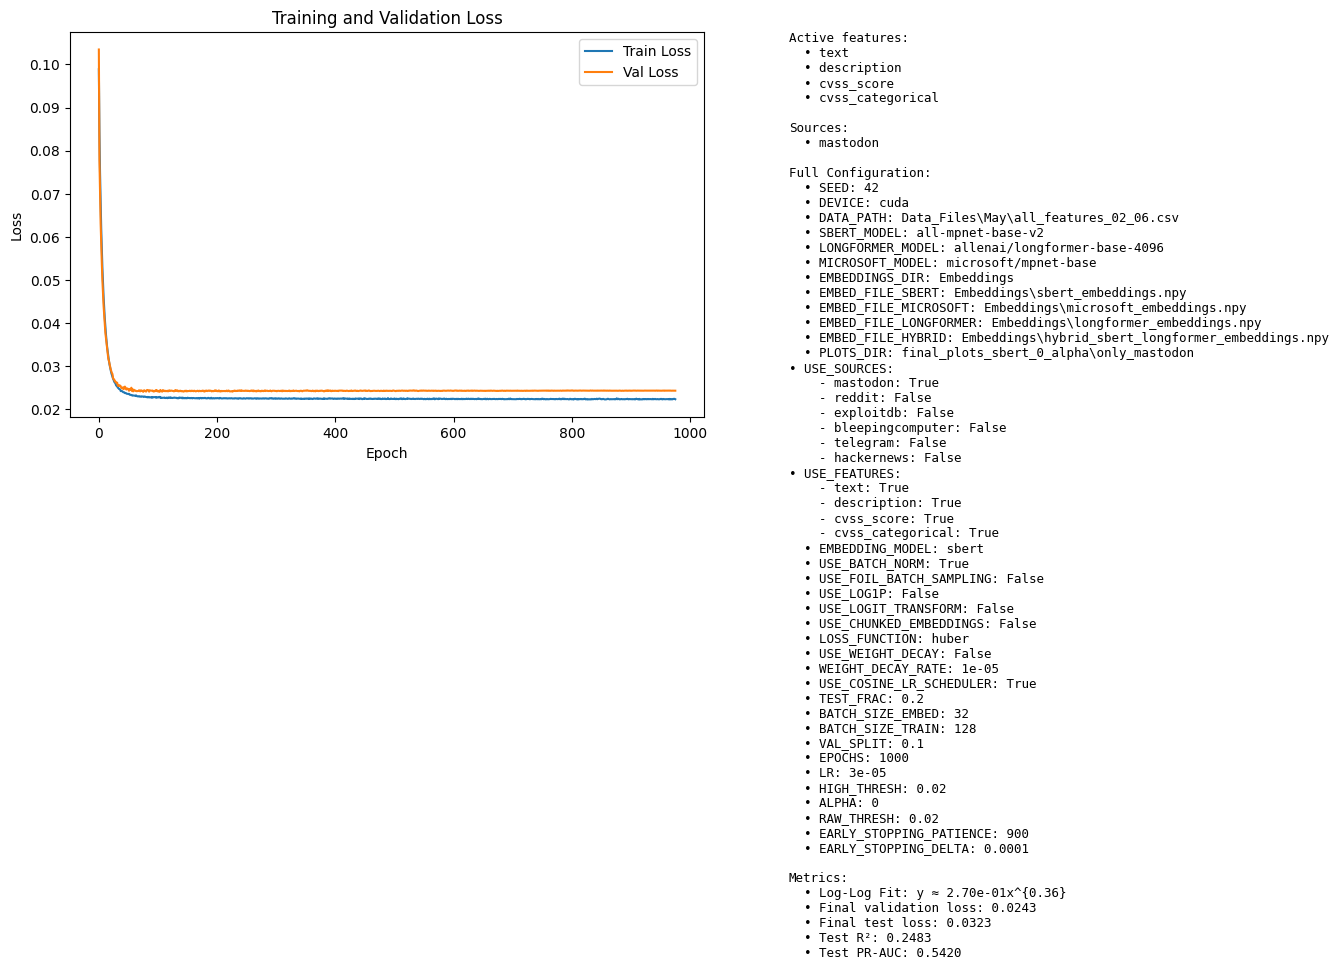 Training and Validation Loss
Train Loss
Val Loss
0.10
0.09
0.08
0.07
0.06
0.05
0.04
0.03
0.02
Loss
0
200
400
600
800
1000
Epoch
Active features:
• text
• description
• cvss_score
• cvss_categorical
Sources:
• mastodon
Full Configuration:
• SEED: 42
• DEVICE: cuda
• DATA_PATH: Data_Files\May\all_features_02_06.csv
• SBERT_MODEL: all-mpnet-base-v2
• LONGFORMER_MODEL: allenai/longformer-base-4096
• MICROSOFT_MODEL: microsoft/mpnet-base
• EMBEDDINGS_DIR: Embeddings
• EMBED_FILE_SBERT: Embeddings\sbert_embeddings.npy
• EMBED_FILE_MICROSOFT: Embeddings\microsoft_embeddings.npy
• EMBED_FILE_LONGFORMER: Embeddings\longformer_embeddings.npy
• EMBED_FILE_HYBRID: Embeddings\hybrid_sbert_longformer_embeddings.npy
• PLOTS_DIR: final_plots_sbert_0_alpha\only_mastodon
• USE_SOURCES:
- mastodon: True
- reddit: False
- exploitdb: False
- bleepingcomputer: False
- telegram: False
- hackernews: False
• USE_FEATURES:
- text: True
- description: True
- cvss_score: True
- cvss_categorical: True
• EMBEDDING_MODEL: sbert
• USE_BATCH_NORM: True
• USE_FOIL_BATCH_SAMPLING: False
• USE_LOG1P: False
• USE_LOGIT_TRANSFORM: False
• USE_CHUNKED_EMBEDDINGS: False
• LOSS_FUNCTION: huber
• USE_WEIGHT_DECAY: False
• WEIGHT_DECAY_RATE: 1e-05
• USE_COSINE_LR_SCHEDULER: True
• TEST_FRAC: 0.2
• BATCH_SIZE_EMBED: 32
• BATCH_SIZE_TRAIN: 128
• VAL_SPLIT: 0.1
• EPOCHS: 1000
• LR: 3e-05
• HIGH_THRESH: 0.02
• ALPHA: 0
• RAW_THRESH: 0.02
• EARLY_STOPPING_PATIENCE: 900
• EARLY_STOPPING_DELTA: 0.0001
Metrics:
• Log-Log Fit: y ≈ 2.70e-01x^{0.36}
• Final validation loss: 0.0243
• Final test loss: 0.0323
• Test R²: 0.2483
• Test PR-AUC: 0.5420